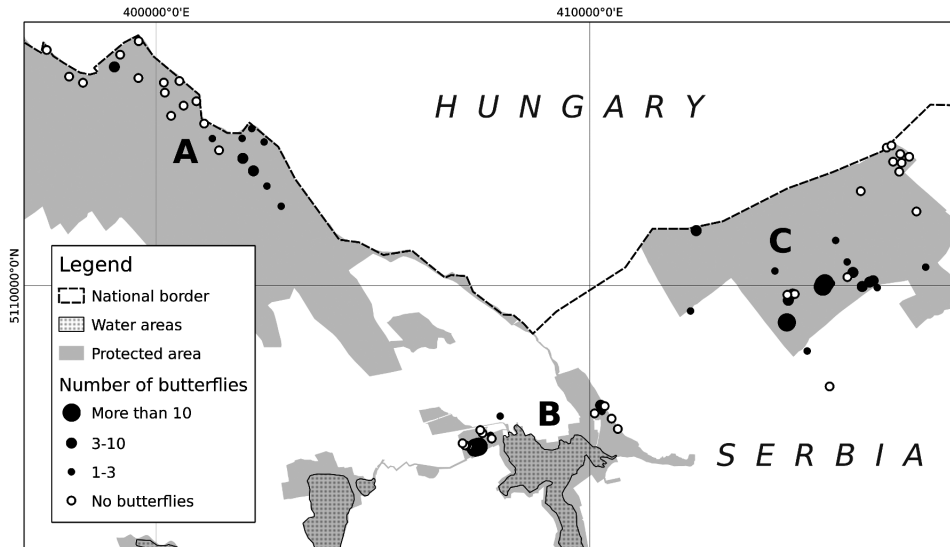 400000°0'E 410000°0'E
HUNGARY
A
C
5110000°0'N
Legend
National border
Water areas
Protected area
Number of butterflies
More than 10
3-10
1-3
No butterflies
B
SERBIA